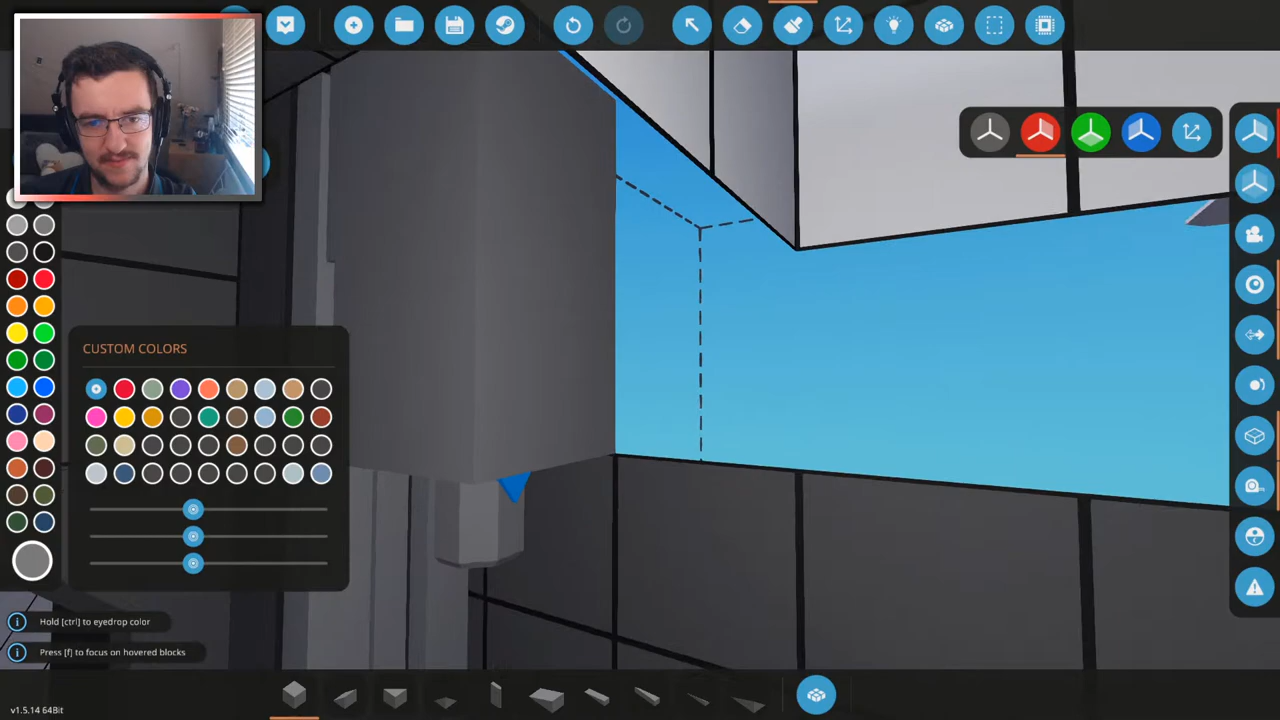 CUSTOM COLORS
Hold [ctrl] to eyedrop color
Press [f] to focus on hovered blocks
v1.5.14 64Bit